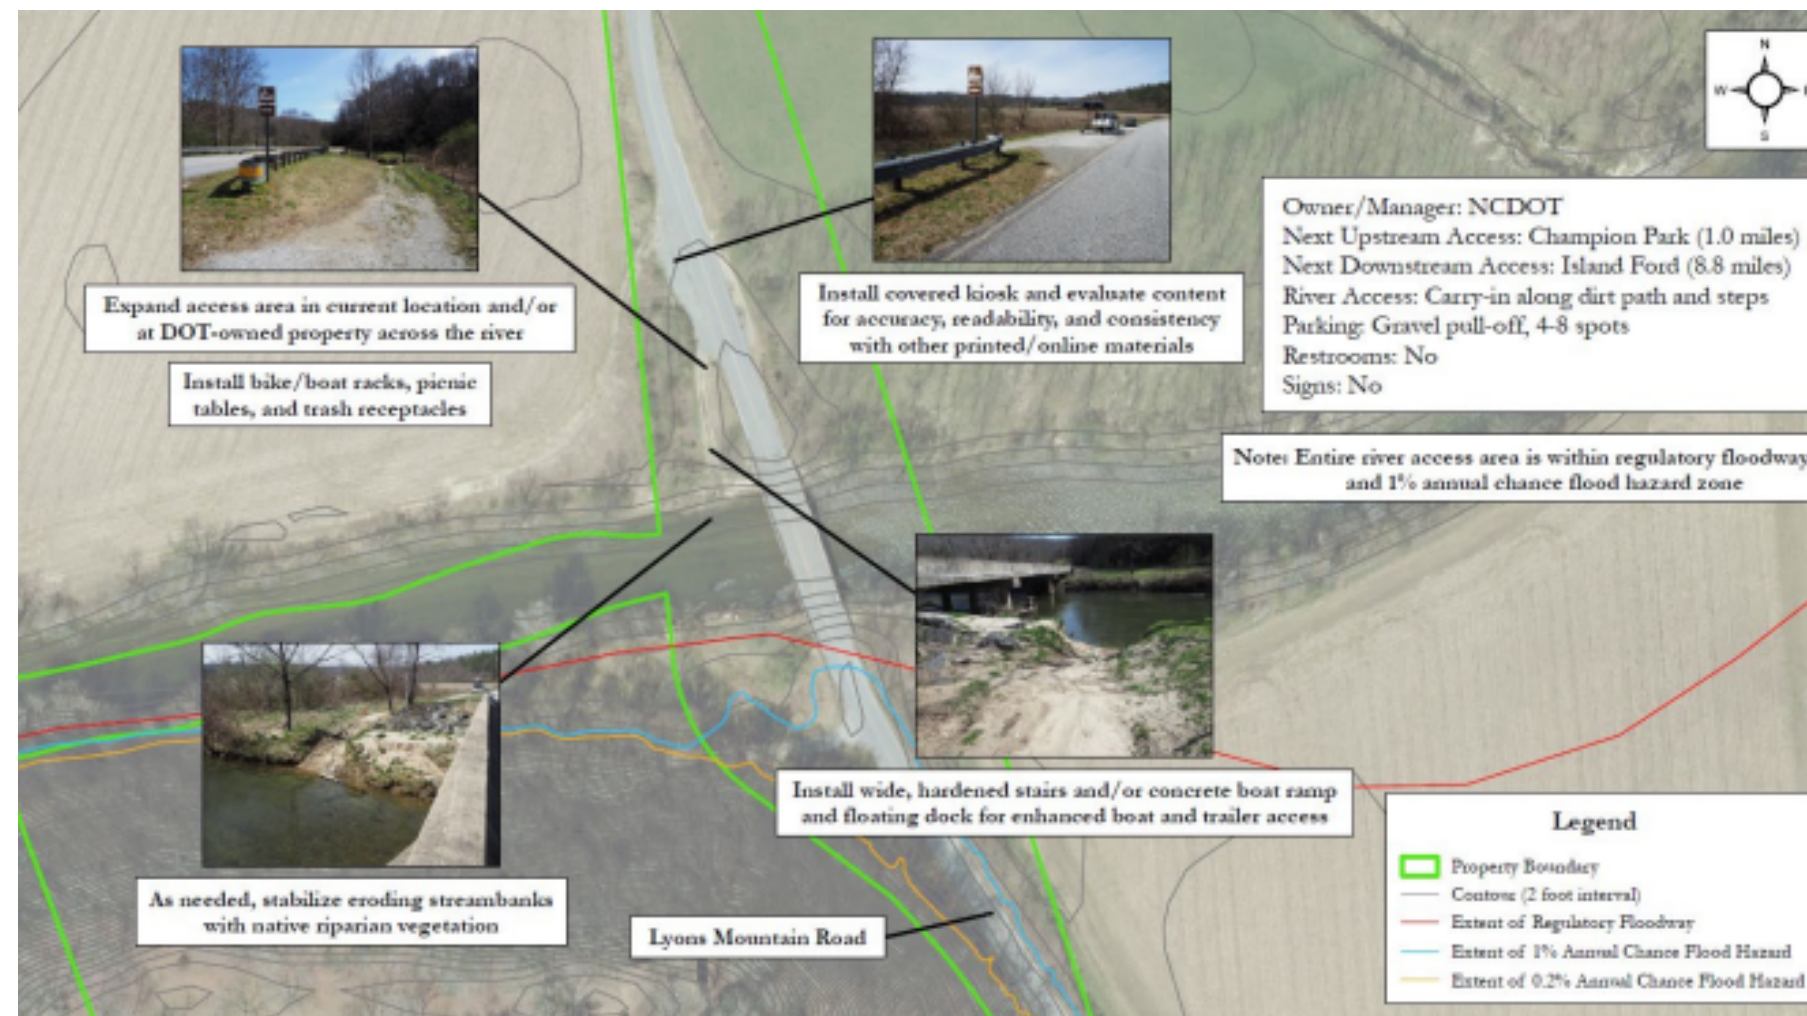 N
W
S
Expand access area in current location and/or
at DOT-owned property across the river
Install bike/boat racks, picnic
tables, and trash receptacles
Install covered kiosk and evaluate content
for accuracy, readability, and consistency
with other printed/online materials
Owner/Manager: NCDOT
Next Upstream Access: Champion Park (1.0 miles)
Next Downstream Access: Island Ford (8.8 miles)
River Access: Carry-in along dirt path and steps
Parking: Gravel pull-off, 4-8 spots
Restrooms: No
Signs: No
Note: Entire river access area is within regulatory floodway
and 1% annual chance flood hazard zone
Install wide, hardened stairs and/or concrete boat ramp
and floating dock for enhanced boat and trailer access
As needed, stabilize eroding streambanks
with native riparian vegetation
Lyons Mountain Road
Legend
Property Boundary
Contour (2 foot interval)
Extent of Regulatory Floodway
Extent of 1% Annual Chance Flood Hazard
Extent of 0.2% Annual Chance Flood Hazard